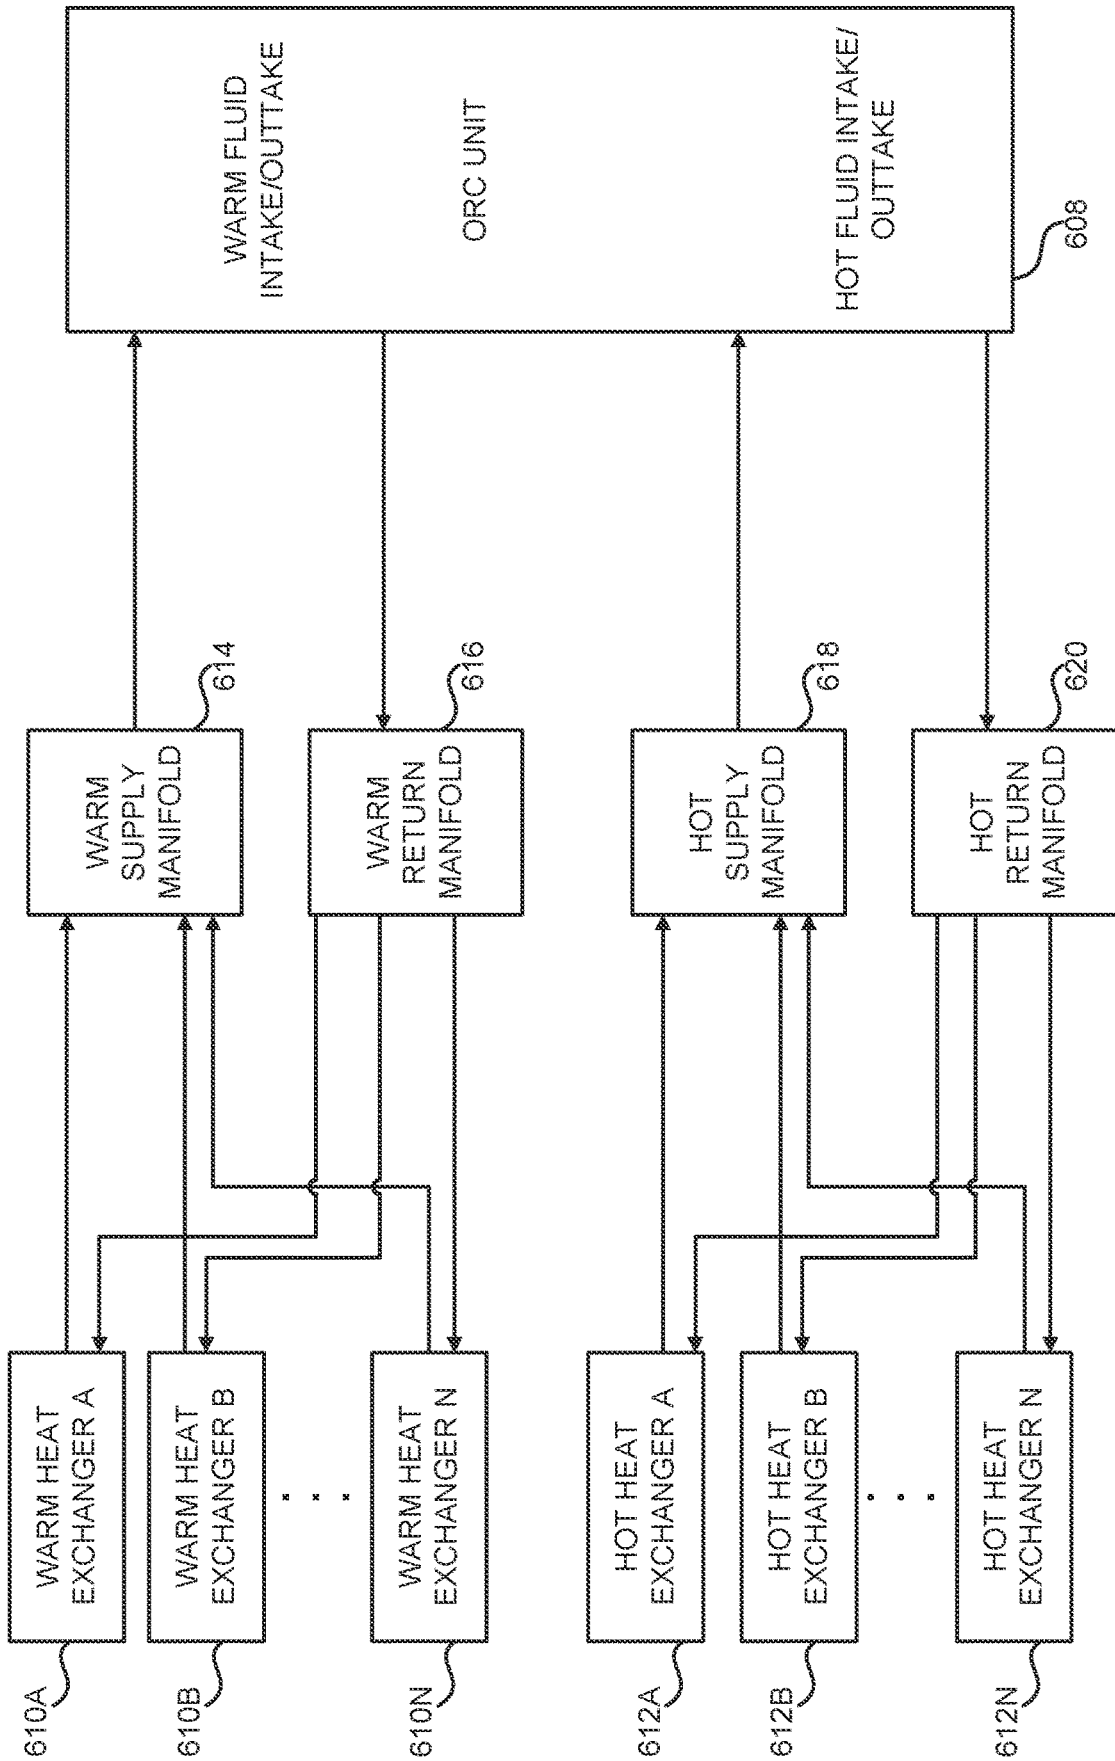 610A
WARM HEAT
EXCHANGER A
610B
WARM HEAT
EXCHANGER B
610N
WARM HEAT
EXCHANGER N
612A
HOT HEAT
EXCHANGER A
612B
HOT HEAT
EXCHANGER B
612N
HOT HEAT
EXCHANGER N
WARM
SUPPLY
MANIFOLD
614
WARM
RETURN
MANIFOLD
616
HOT
SUPPLY
MANIFOLD
618
HOT
RETURN
MANIFOLD
620
WARM FLUID
INTAKE/OUTTAKE
ORC UNIT
HOT FLUID INTAKE/
OUTTAKE
608